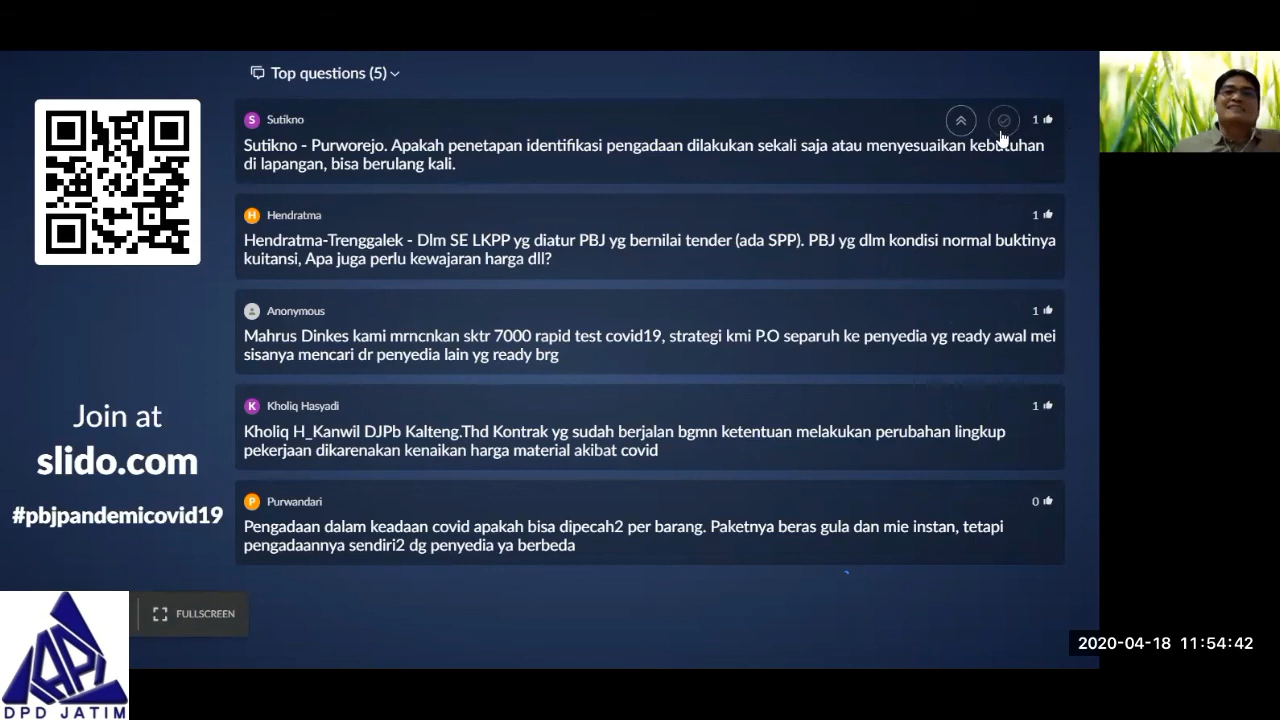 Top questions (5)
S Sutikno 1
Sutikno - Purworejo. Apakah penetapan identifikasi pengadaan dilakukan sekali saja atau menyesuaikan kebutuhan
di lapangan, bisa berulang kali.
H Hendratma 1
Hendratma-Trenggalek - Dlm SE LKPP yg diatur PBJ yg bernilai tender (ada SPP). PBJ yg dlm kondisi normal buktinya
kuitansi, Apa juga perlu kewajaran harga dll?
Anonymous 1
Mahrus Dinkes kami mrncnkan sktr 7000 rapid test covid19, strategi kmi P.O separuh ke penyedia yg ready awal mei
sisanya mencari dr penyedia lain yg ready brg
K Kholiq Hasyadi 1
Kholiq H_Kanwil DJPb Kalteng.Thd Kontrak yg sudah berjalan bgmn ketentuan melakukan perubahan lingkup
pekerjaan dikarenakan kenaikan harga material akibat covid
P Purwandari 0
Pengadaan dalam keadaan covid apakah bisa dipecah2 per barang. Paketnya beras gula dan mie instan, tetapi
pengadaannya sendiri2 dg penyedia ya berbeda
Join at
slido.com
#pbjpandemicovid19
FULLSCREEN
IAPI
DPD JATIM
2020-04-18 11:54:42